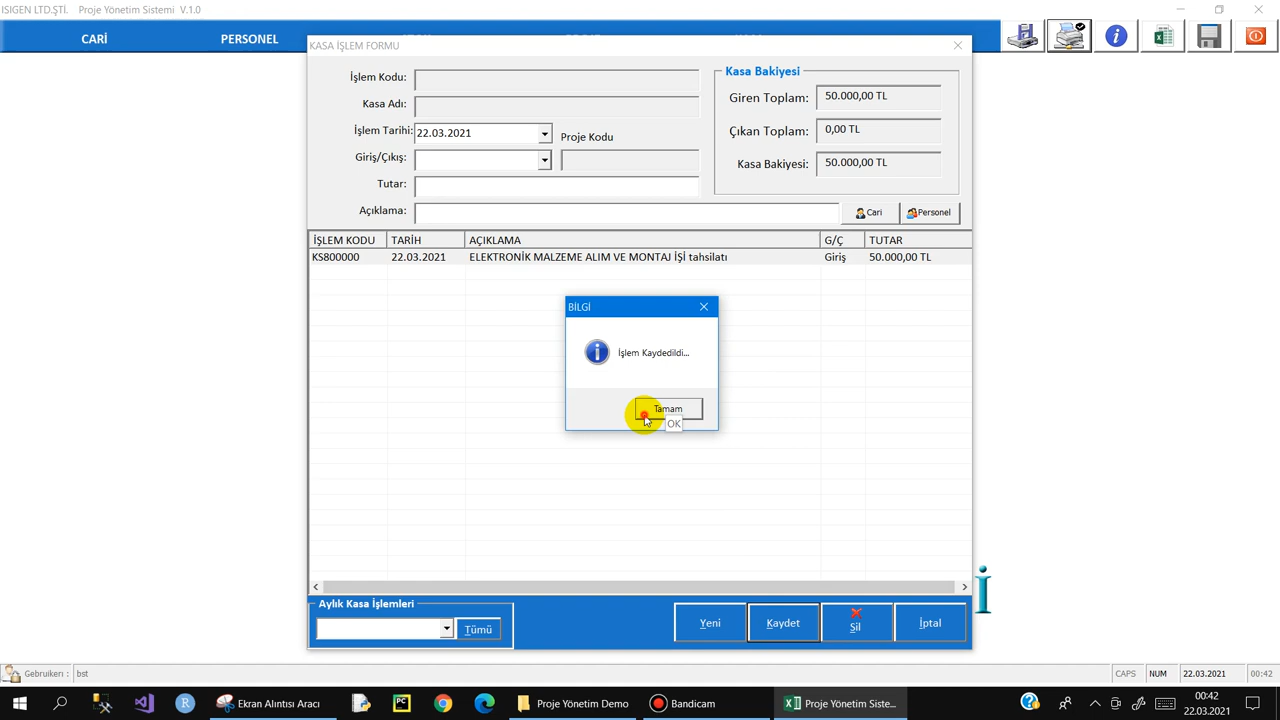 ISIGEN LTD.ŞTİ. Proje Yönetim Sistemi V.1.0
CARİ PERSONEL
KASA İŞLEM FORMU
İşlem Kodu:
Kasa Adı:
İşlem Tarihi: 22.03.2021 Proje Kodu
Giriş/Çıkış:
Tutar:
Açıklama:
Cari Personel
Kasa Bakiyesi
Giren Toplam: 50.000,00 TL
Çıkan Toplam: 0,00 TL
Kasa Bakiyesi: 50.000,00 TL
İŞLEM KODU TARİH AÇIKLAMA G/Ç TUTAR
KS800000 22.03.2021 ELEKTRONİK MALZEME ALIM VE MONTAJ İŞİ tahsilatı Giriş 50.000,00 TL
BİLGİ
İşlem Kaydedildi...
Tamam
OK
Aylık Kasa İşlemleri
Tümü
Yeni Kaydet Sil İptal
Gebruikerı : bst CAPS NUM 22.03.2021 00:42
Ekran Alıntısı Aracı Proje Yönetim Demo Bandicam Proje Yönetim Siste...
00:42
22.03.2021